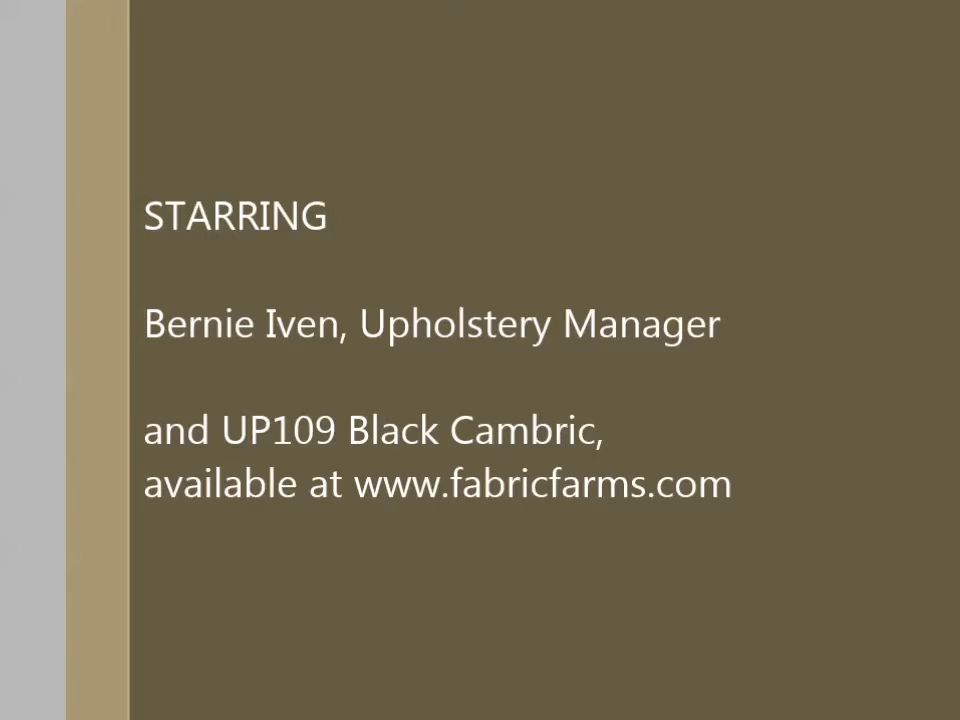 STARRING
Bernie Iven, Upholstery Manager
and UP109 Black Cambric,
available at www.fabricfarms.com